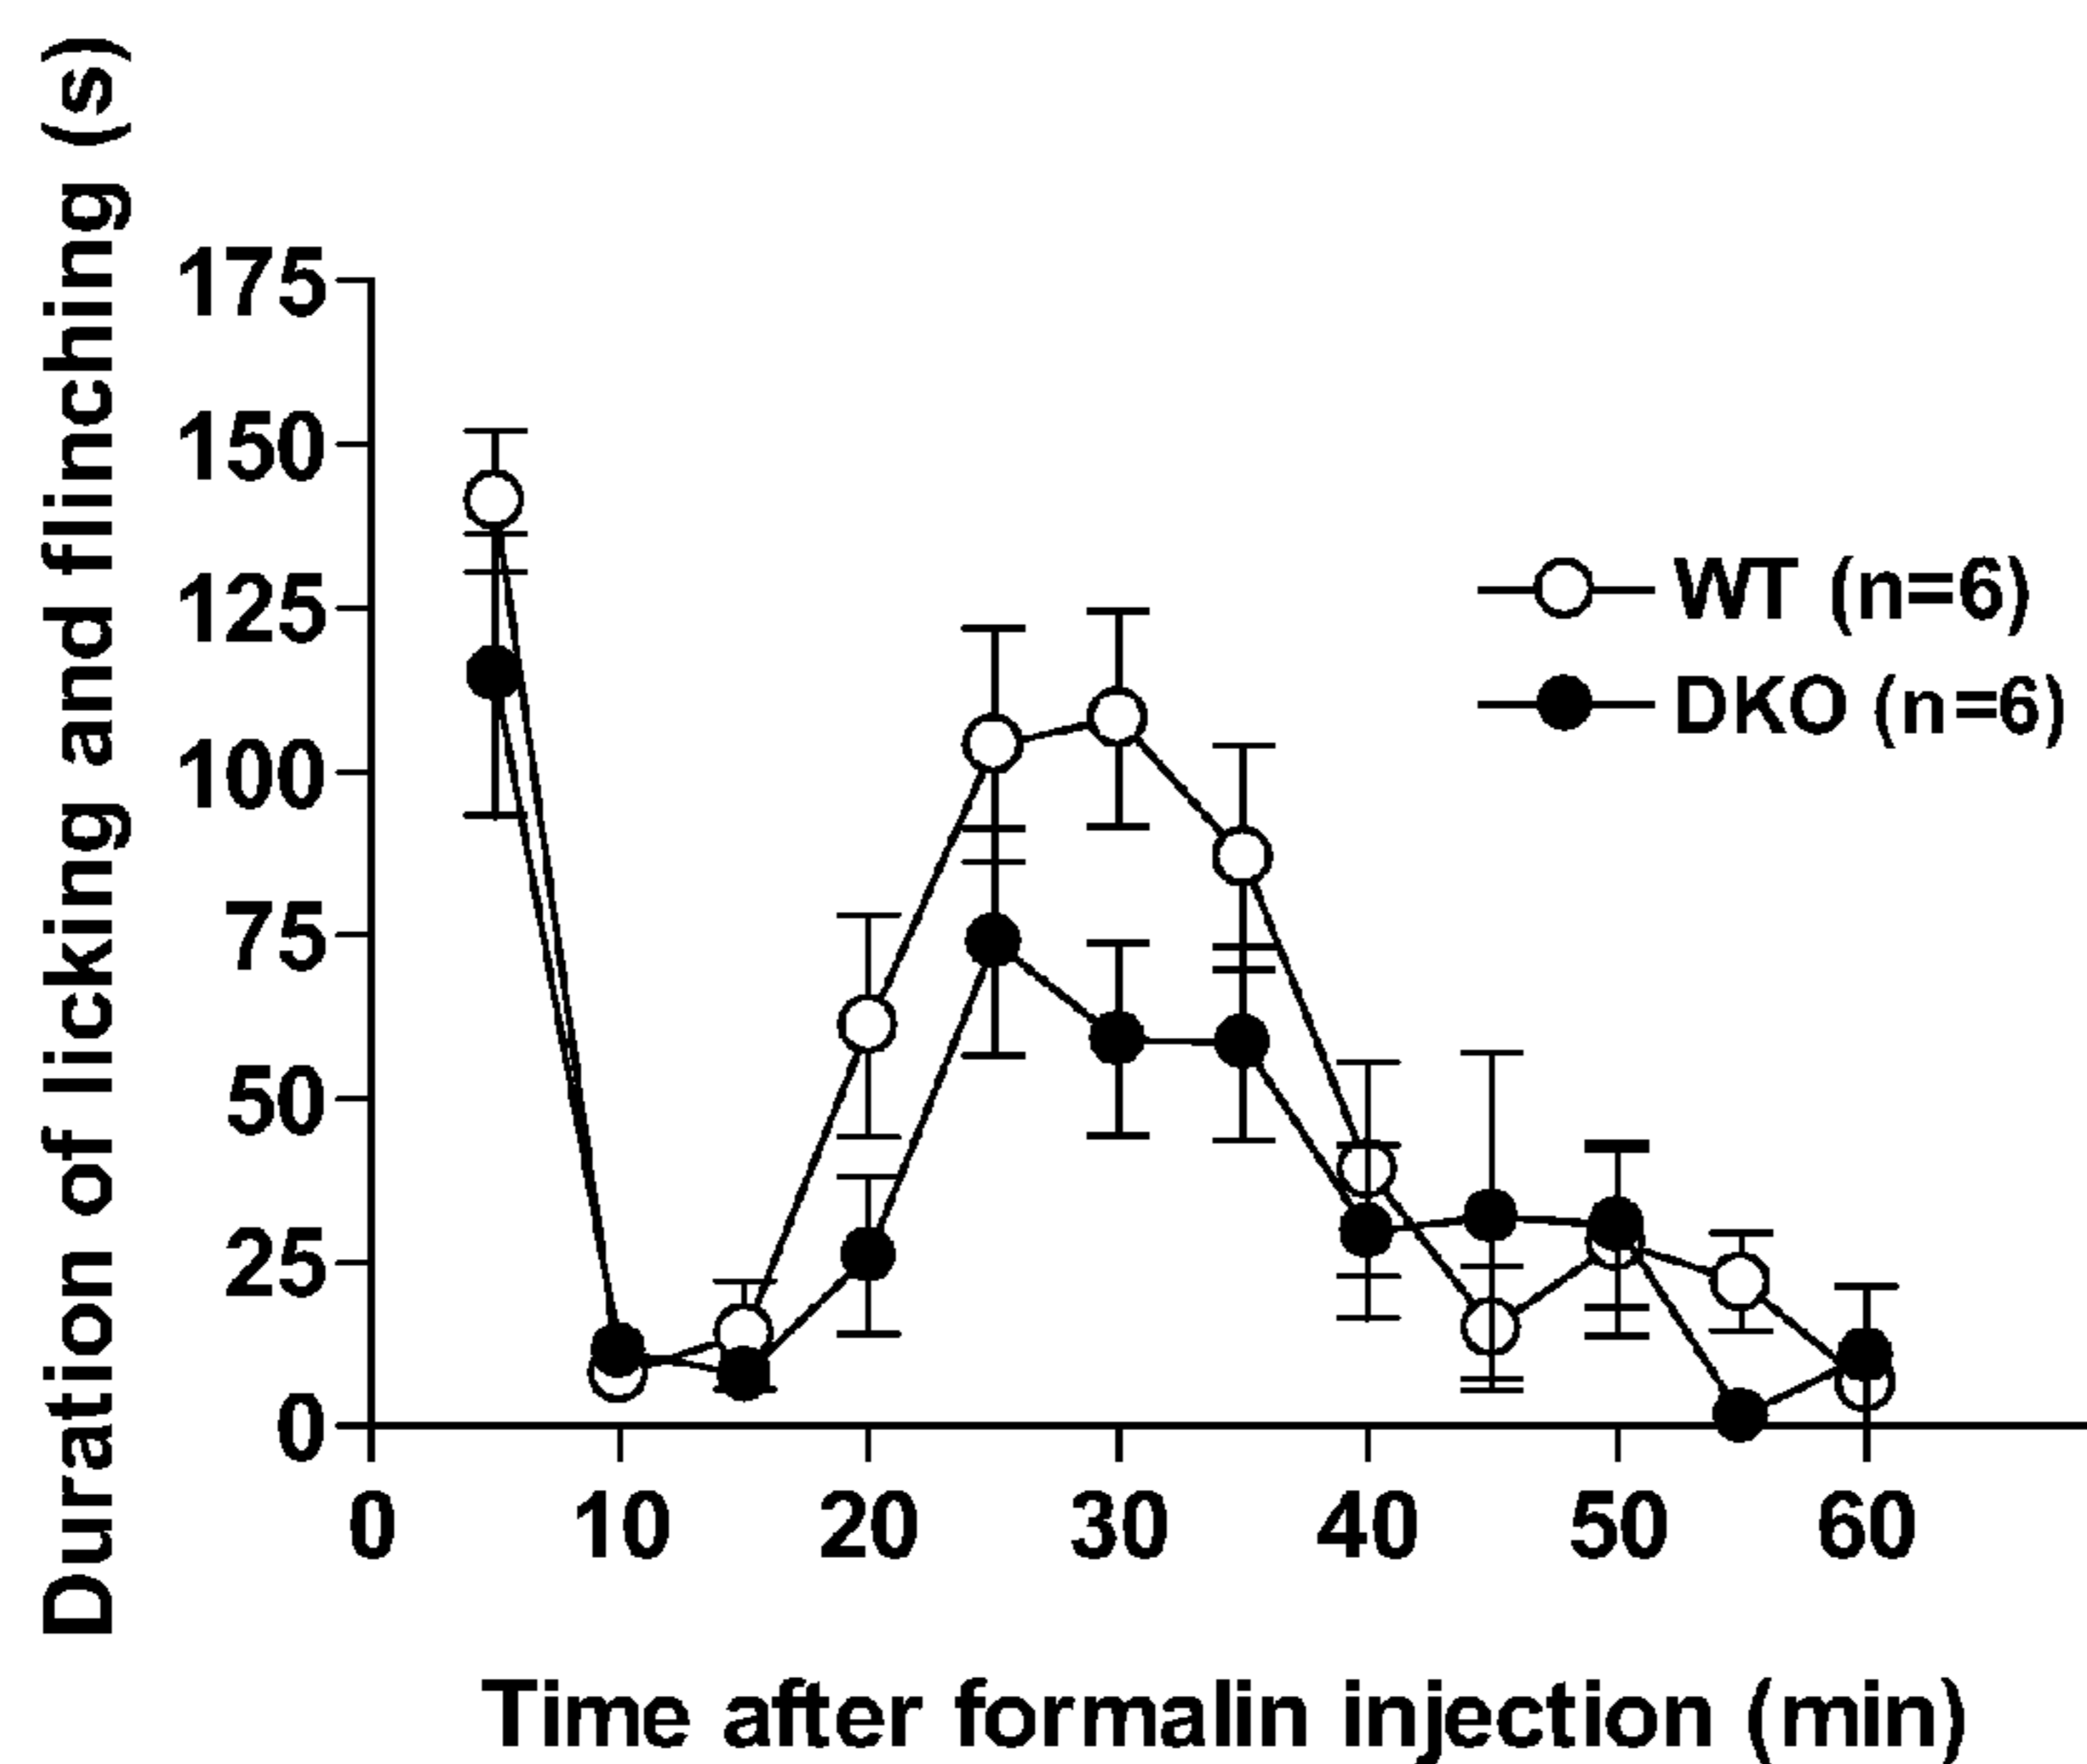 Duration of licking and flinching (s)
175
150
125
100
75
50
25
0
WT (n=6)
DKO (n=6)
0 10 20 30 40 50 60
Time after formalin injection (min)